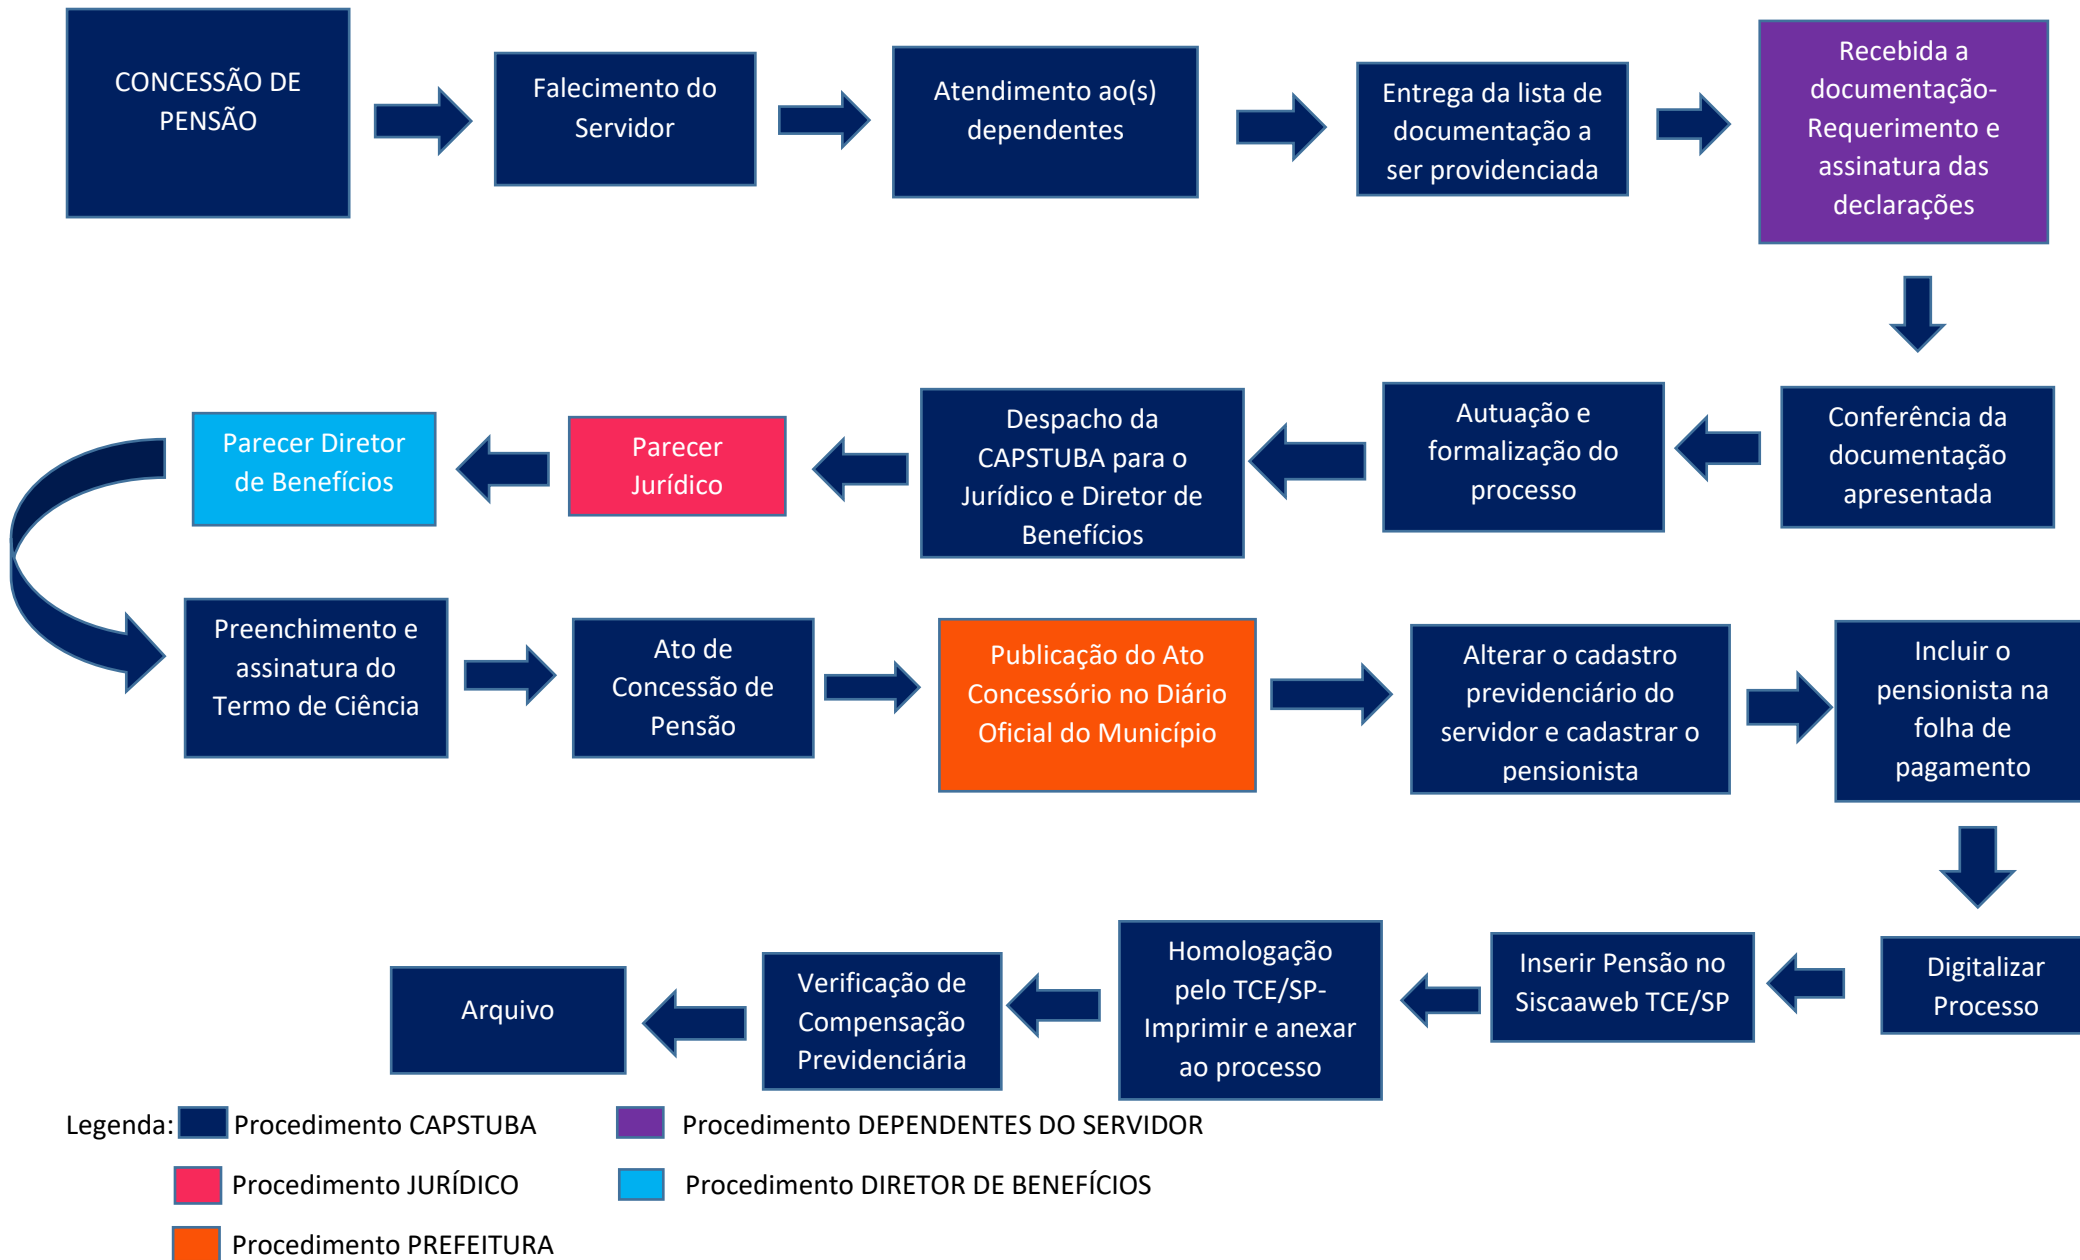 CONCESSÃO DE
PENSÃO
Falecimento do
Servidor
Atendimento ao(s)
dependentes
Entrega da lista de
documentação a
ser providenciada
Recebida a
documentação-
Requerimento e
assinatura das
declarações
Conferência da
documentação
apresentada
Autuação e
formalização do
processo
Despacho da
CAPSTUBA para o
Jurídico e Diretor de
Benefícios
Parecer
Jurídico
Parecer Diretor
de Benefícios
Preenchimento e
assinatura do
Termo de Ciência
Ato de
Concessão de
Pensão
Publicação do Ato
Concessório no Diário
Oficial do Município
Alterar o cadastro
previdenciário do
servidor e cadastrar o
pensionista
Incluir o
pensionista na
folha de
pagamento
Digitalizar
Processo
Inserir Pensão no
Siscaaweb TCE/SP
Homologação
pelo TCE/SP-
Imprimir e anexar
ao processo
Verificação de
Compensação
Previdenciária
Arquivo
Legenda: Procedimento CAPSTUBA
Procedimento DEPENDENTES DO SERVIDOR
Procedimento JURÍDICO
Procedimento DIRETOR DE BENEFÍCIOS
Procedimento PREFEITURA